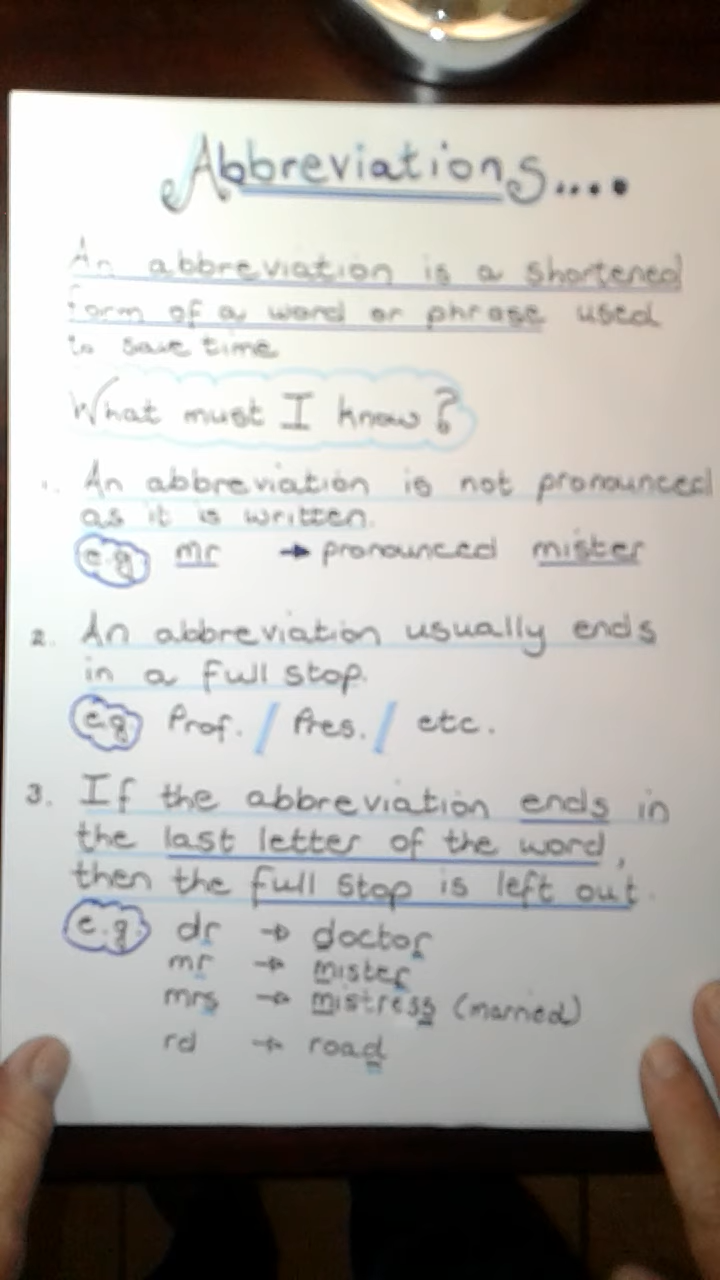 Abbreviations....
An abbreviation is a shortened
form of a word or phrase used
to save time
What must I know?
1. An abbreviation is not pronounced
as it is written.
e.g mr → pronounced mister
2. An abbreviation usually ends
in a full stop.
e.g. Prof. / Pres. / etc.
3. If the abbreviation ends in
the last letter of the word,
then the full stop is left out.
e.g. dr → doctor
mr → mister
mrs → mistress (married)
rd → road